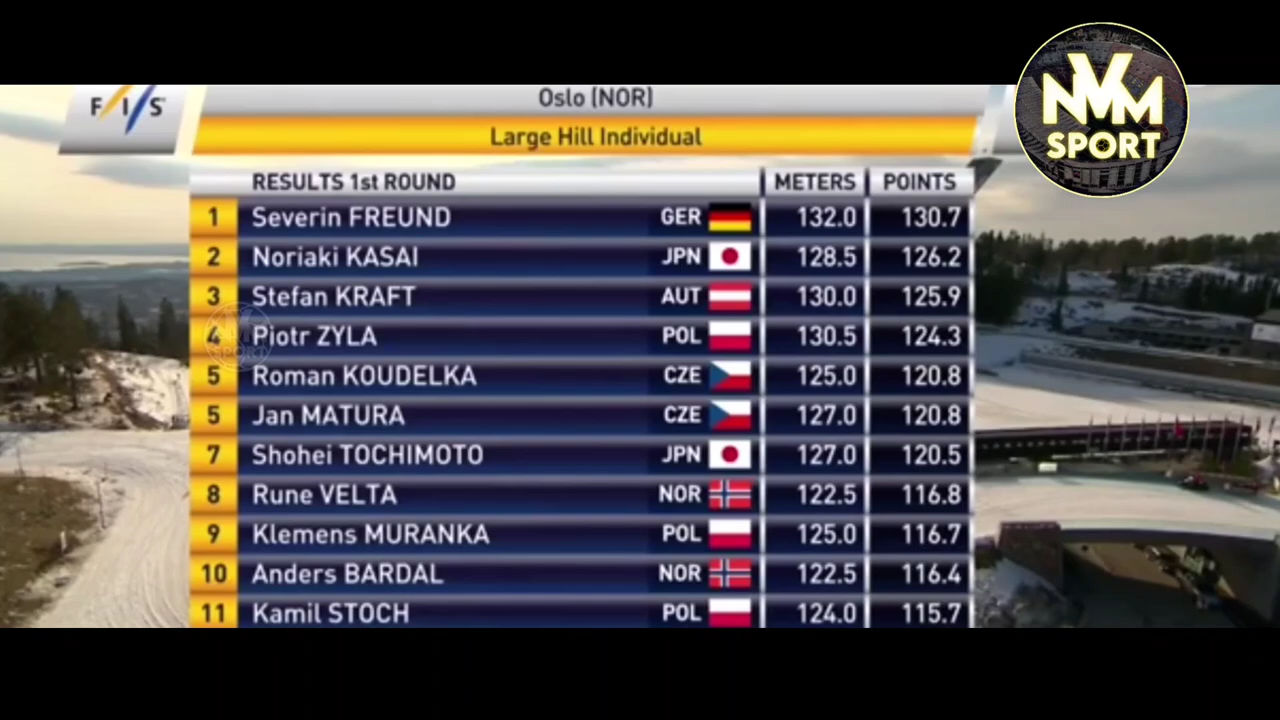 FIS
Oslo (NOR)
Large Hill Individual
NVM
SPORT
RESULTS 1st ROUND METERS POINTS
1 Severin FREUND GER 132.0 130.7
2 Noriaki KASAI JPN 128.5 126.2
3 Stefan KRAFT AUT 130.0 125.9
4 Piotr ZYLA POL 130.5 124.3
5 Roman KOUDELKA CZE 125.0 120.8
5 Jan MATURA CZE 127.0 120.8
7 Shohei TOCHIMOTO JPN 127.0 120.5
8 Rune VELTA NOR 122.5 116.8
9 Klemens MURANKA POL 125.0 116.7
10 Anders BARDAL NOR 122.5 116.4
11 Kamil STOCH POL 124.0 115.7
NVM
SPORT